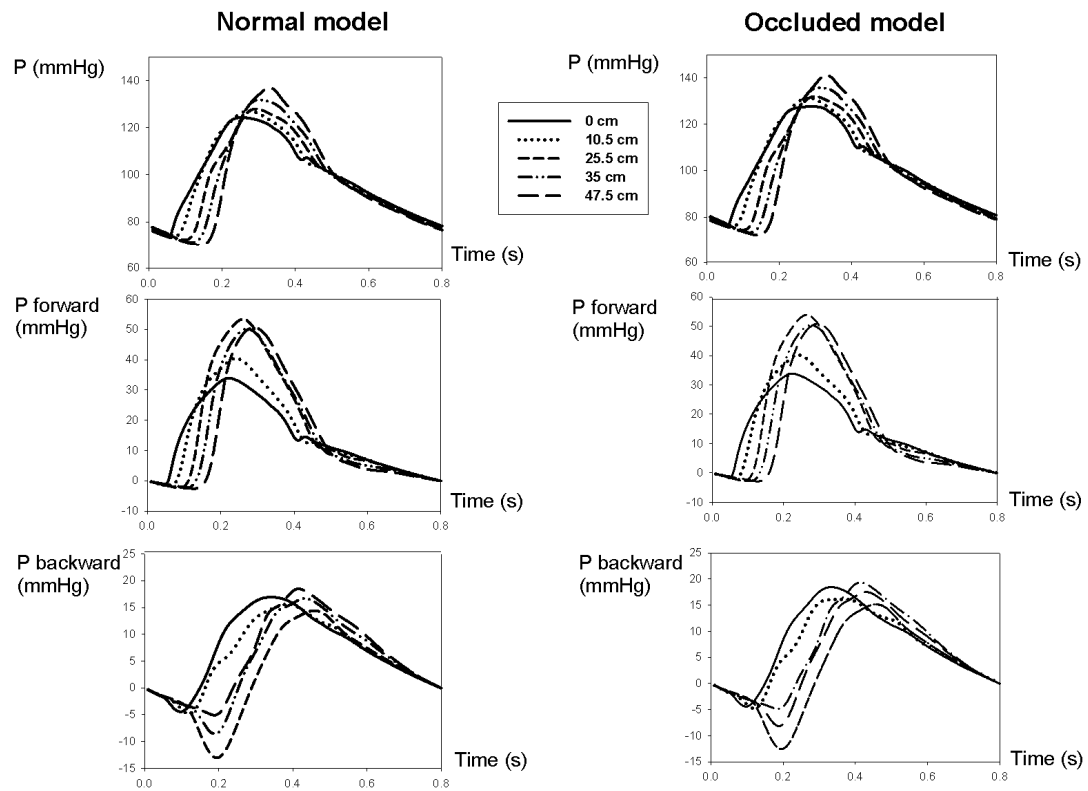 Normal model
Occluded model
P (mmHg)
140
120
100
80
60
0.0 0.2 0.4 0.6 0.8
Time (s)
0 cm
10.5 cm
25.5 cm
35 cm
47.5 cm
P (mmHg)
140
120
100
80
60
0.0 0.2 0.4 0.6 0.8
Time (s)
P forward
(mmHg)
60
50
40
30
20
10
0
-10
0.0 0.2 0.4 0.6 0.8
Time (s)
P forward
(mmHg)
60
50
40
30
20
10
0
-10
0.0 0.2 0.4 0.6 0.8
Time (s)
P backward
(mmHg)
25
20
15
10
5
0
-5
-10
-15
0.0 0.2 0.4 0.6 0.8
Time (s)
P backward
(mmHg)
25
20
15
10
5
0
-5
-10
-15
0.0 0.2 0.4 0.6 0.8
Time (s)